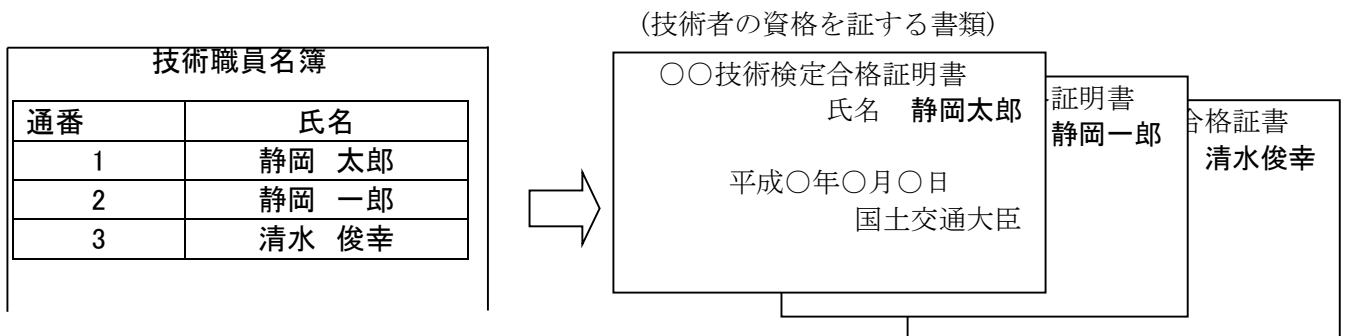 (技術者の資格を証する書類)
技術職員名簿
通番 氏名
1 静岡 太郎
2 静岡 一郎
3 清水 俊幸
○○技術検定合格証明書
氏名 静岡太郎
平成○年○月○日
国土交通大臣
証明書
静岡一郎
合格証書
清水俊幸